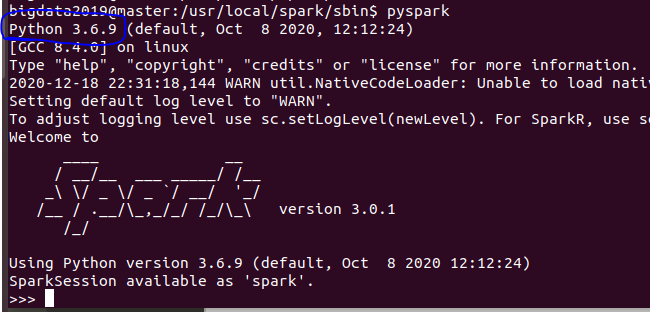 bigdata2019@master:/usr/local/spark/sbin$ pyspark
Python 3.6.9 (default, Oct  8 2020, 12:12:24)
[GCC 8.4.0] on linux
Type "help", "copyright", "credits" or "license" for more information.
2020-12-18 22:31:18,144 WARN util.NativeCodeLoader: Unable to load nati
Setting default log level to "WARN".
To adjust logging level use sc.setLogLevel(newLevel). For SparkR, use s
Welcome to
      ____              __
     / __/__  ___ _____/ /__
    _\ \/ _ \/ _ `/ __/  '_/
   /__ / .__/\_,_/_/ /_/\_\   version 3.0.1
      /_/
Using Python version 3.6.9 (default, Oct  8 2020 12:12:24)
SparkSession available as 'spark'.
>>>